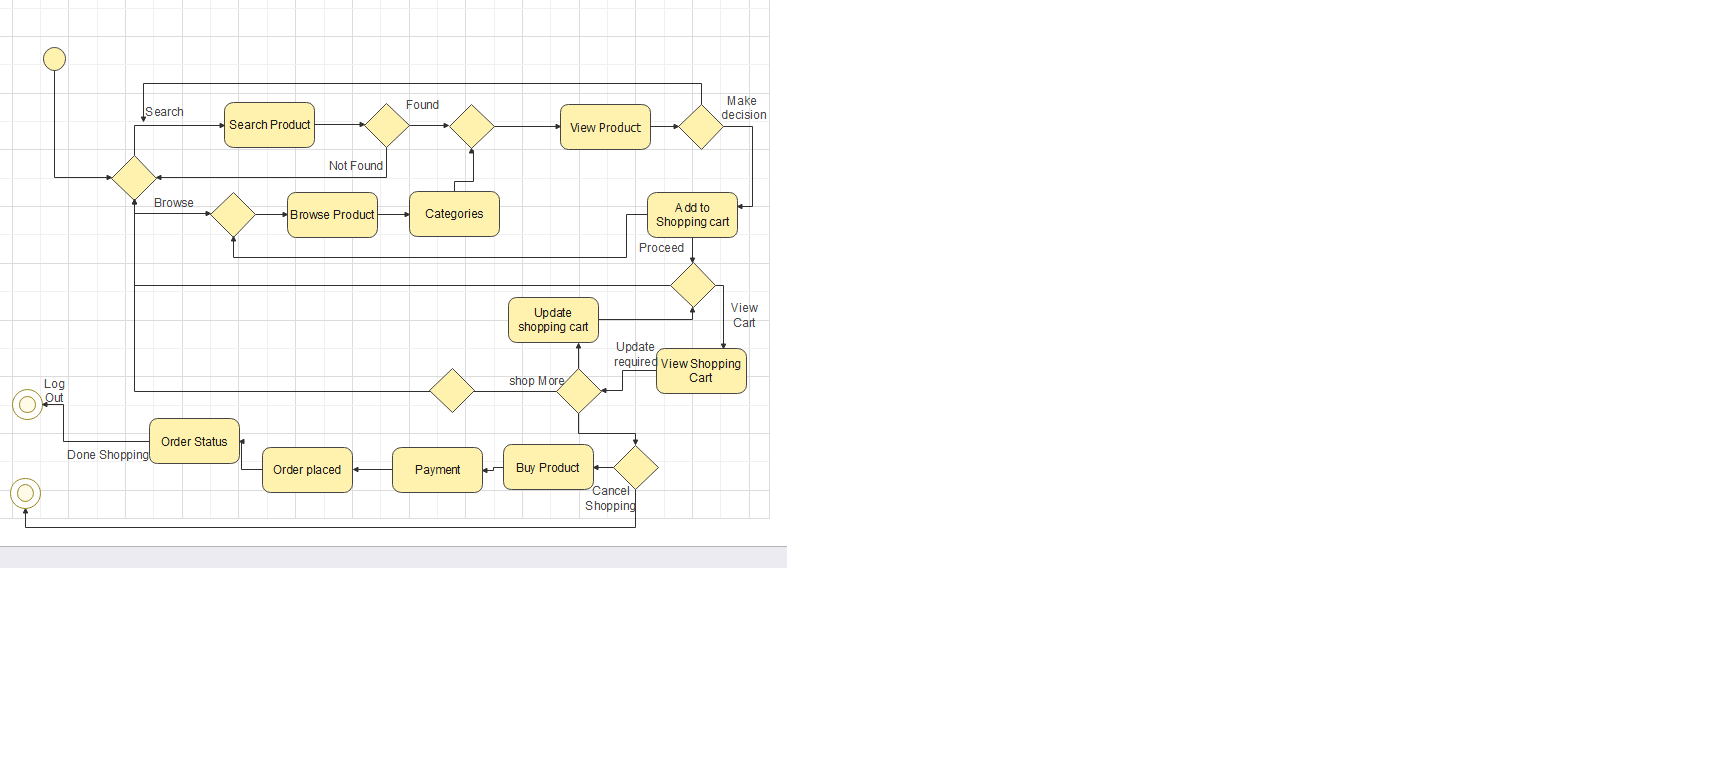 Found
Make
decision
Search
Search Product
View Product
Not Found
Browse
Browse Product
Categories
Add to
Shopping cart
Proceed
Update
shopping cart
View
Cart
Update
required
View Shopping
Cart
shop More
Log
Out
Order Status
Done Shopping
Order placed
Payment
Buy Product
Cancel
Shopping